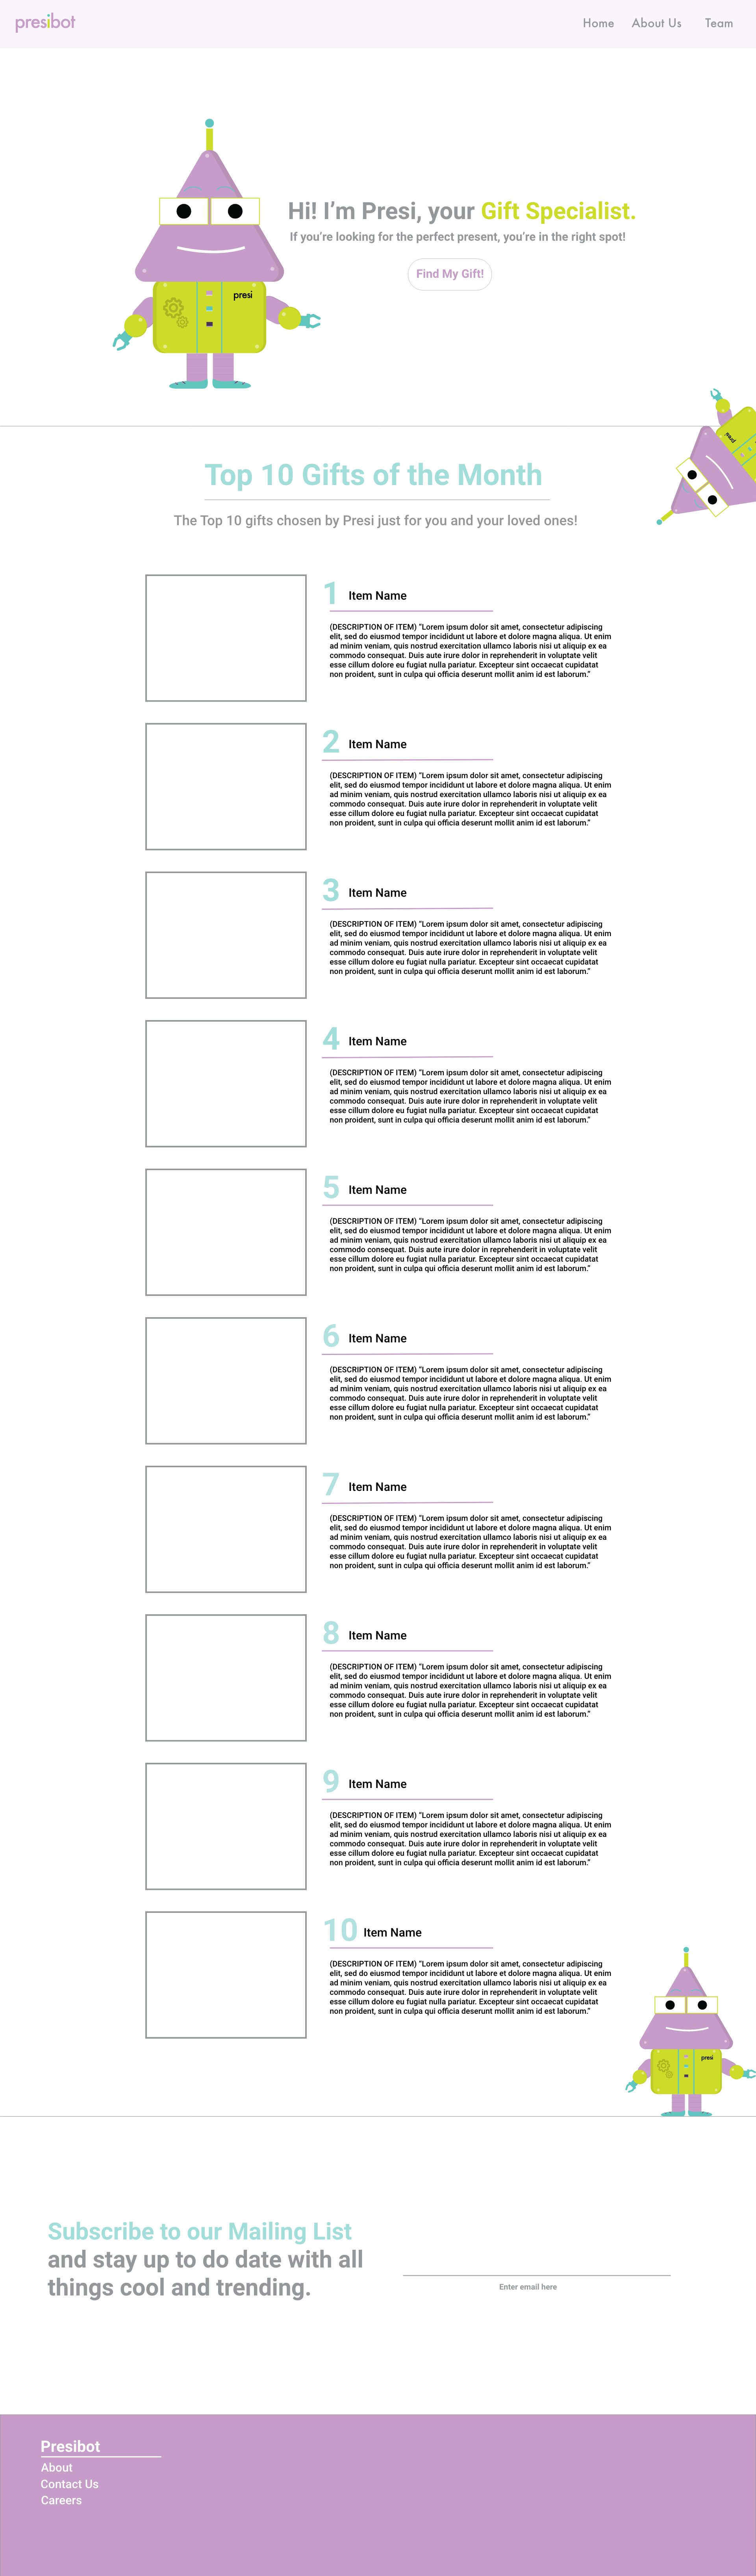 presibot
Home About Us Team
Hi! I’m Presi, your Gift Specialist.
If you’re looking for the perfect present, you’re in the right spot!
Find My Gift!
presi
presi
Top 10 Gifts of the Month
The Top 10 gifts chosen by Presi just for you and your loved ones!
1 Item Name
(DESCRIPTION OF ITEM) “Lorem ipsum dolor sit amet, consectetur adipiscing
elit, sed do eiusmod tempor incididunt ut labore et dolore magna aliqua. Ut enim
ad minim veniam, quis nostrud exercitation ullamco laboris nisi ut aliquip ex ea
commodo consequat. Duis aute irure dolor in reprehenderit in voluptate velit
esse cillum dolore eu fugiat nulla pariatur. Excepteur sint occaecat cupidatat
non proident, sunt in culpa qui officia deserunt mollit anim id est laborum.”
2 Item Name
(DESCRIPTION OF ITEM) “Lorem ipsum dolor sit amet, consectetur adipiscing
elit, sed do eiusmod tempor incididunt ut labore et dolore magna aliqua. Ut enim
ad minim veniam, quis nostrud exercitation ullamco laboris nisi ut aliquip ex ea
commodo consequat. Duis aute irure dolor in reprehenderit in voluptate velit
esse cillum dolore eu fugiat nulla pariatur. Excepteur sint occaecat cupidatat
non proident, sunt in culpa qui officia deserunt mollit anim id est laborum.”
3 Item Name
(DESCRIPTION OF ITEM) “Lorem ipsum dolor sit amet, consectetur adipiscing
elit, sed do eiusmod tempor incididunt ut labore et dolore magna aliqua. Ut enim
ad minim veniam, quis nostrud exercitation ullamco laboris nisi ut aliquip ex ea
commodo consequat. Duis aute irure dolor in reprehenderit in voluptate velit
esse cillum dolore eu fugiat nulla pariatur. Excepteur sint occaecat cupidatat
non proident, sunt in culpa qui officia deserunt mollit anim id est laborum.”
4 Item Name
(DESCRIPTION OF ITEM) “Lorem ipsum dolor sit amet, consectetur adipiscing
elit, sed do eiusmod tempor incididunt ut labore et dolore magna aliqua. Ut enim
ad minim veniam, quis nostrud exercitation ullamco laboris nisi ut aliquip ex ea
commodo consequat. Duis aute irure dolor in reprehenderit in voluptate velit
esse cillum dolore eu fugiat nulla pariatur. Excepteur sint occaecat cupidatat
non proident, sunt in culpa qui officia deserunt mollit anim id est laborum.”
5 Item Name
(DESCRIPTION OF ITEM) “Lorem ipsum dolor sit amet, consectetur adipiscing
elit, sed do eiusmod tempor incididunt ut labore et dolore magna aliqua. Ut enim
ad minim veniam, quis nostrud exercitation ullamco laboris nisi ut aliquip ex ea
commodo consequat. Duis aute irure dolor in reprehenderit in voluptate velit
esse cillum dolore eu fugiat nulla pariatur. Excepteur sint occaecat cupidatat
non proident, sunt in culpa qui officia deserunt mollit anim id est laborum.”
6 Item Name
(DESCRIPTION OF ITEM) “Lorem ipsum dolor sit amet, consectetur adipiscing
elit, sed do eiusmod tempor incididunt ut labore et dolore magna aliqua. Ut enim
ad minim veniam, quis nostrud exercitation ullamco laboris nisi ut aliquip ex ea
commodo consequat. Duis aute irure dolor in reprehenderit in voluptate velit
esse cillum dolore eu fugiat nulla pariatur. Excepteur sint occaecat cupidatat
non proident, sunt in culpa qui officia deserunt mollit anim id est laborum.”
7 Item Name
(DESCRIPTION OF ITEM) “Lorem ipsum dolor sit amet, consectetur adipiscing
elit, sed do eiusmod tempor incididunt ut labore et dolore magna aliqua. Ut enim
ad minim veniam, quis nostrud exercitation ullamco laboris nisi ut aliquip ex ea
commodo consequat. Duis aute irure dolor in reprehenderit in voluptate velit
esse cillum dolore eu fugiat nulla pariatur. Excepteur sint occaecat cupidatat
non proident, sunt in culpa qui officia deserunt mollit anim id est laborum.”
8 Item Name
(DESCRIPTION OF ITEM) “Lorem ipsum dolor sit amet, consectetur adipiscing
elit, sed do eiusmod tempor incididunt ut labore et dolore magna aliqua. Ut enim
ad minim veniam, quis nostrud exercitation ullamco laboris nisi ut aliquip ex ea
commodo consequat. Duis aute irure dolor in reprehenderit in voluptate velit
esse cillum dolore eu fugiat nulla pariatur. Excepteur sint occaecat cupidatat
non proident, sunt in culpa qui officia deserunt mollit anim id est laborum.”
9 Item Name
(DESCRIPTION OF ITEM) “Lorem ipsum dolor sit amet, consectetur adipiscing
elit, sed do eiusmod tempor incididunt ut labore et dolore magna aliqua. Ut enim
ad minim veniam, quis nostrud exercitation ullamco laboris nisi ut aliquip ex ea
commodo consequat. Duis aute irure dolor in reprehenderit in voluptate velit
esse cillum dolore eu fugiat nulla pariatur. Excepteur sint occaecat cupidatat
non proident, sunt in culpa qui officia deserunt mollit anim id est laborum.”
10 Item Name
(DESCRIPTION OF ITEM) “Lorem ipsum dolor sit amet, consectetur adipiscing
elit, sed do eiusmod tempor incididunt ut labore et dolore magna aliqua. Ut enim
ad minim veniam, quis nostrud exercitation ullamco laboris nisi ut aliquip ex ea
commodo consequat. Duis aute irure dolor in reprehenderit in voluptate velit
esse cillum dolore eu fugiat nulla pariatur. Excepteur sint occaecat cupidatat
non proident, sunt in culpa qui officia deserunt mollit anim id est laborum.”
presi
Subscribe to our Mailing List
and stay up to do date with all
things cool and trending.
Enter email here
Presibot
About
Contact Us
Careers